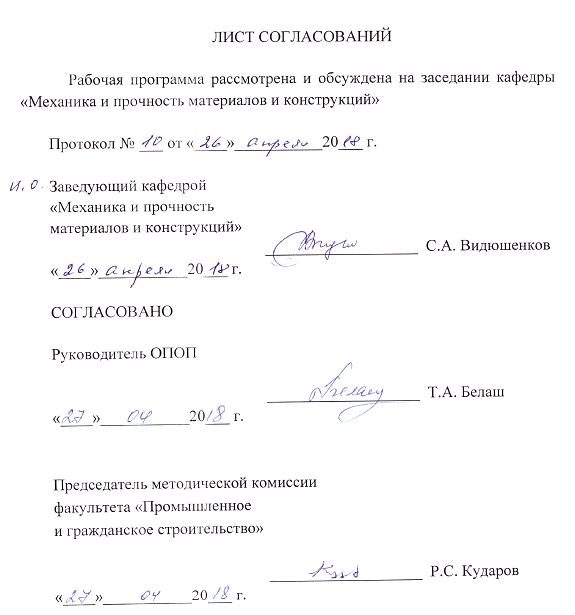 ЛИСТ СОГЛАСОВАНИЙ
Рабочая программа рассмотрена и обсуждена на заседании кафедры
«Механика и прочность материалов и конструкций»
Протокол № 10 от «26» апреля 2018 г.
и.о. Заведующий кафедрой
«Механика и прочность
материалов и конструкций»
С.А. Видюшенков
«26» апреля 2018 г.
СОГЛАСОВАНО
Руководитель ОПОП
Т.А. Белаш
«27» 04 2018 г.
Председатель методической комиссии
факультета «Промышленное
и гражданское строительство»
Р.С. Кударов
«27» 04 2018 г.